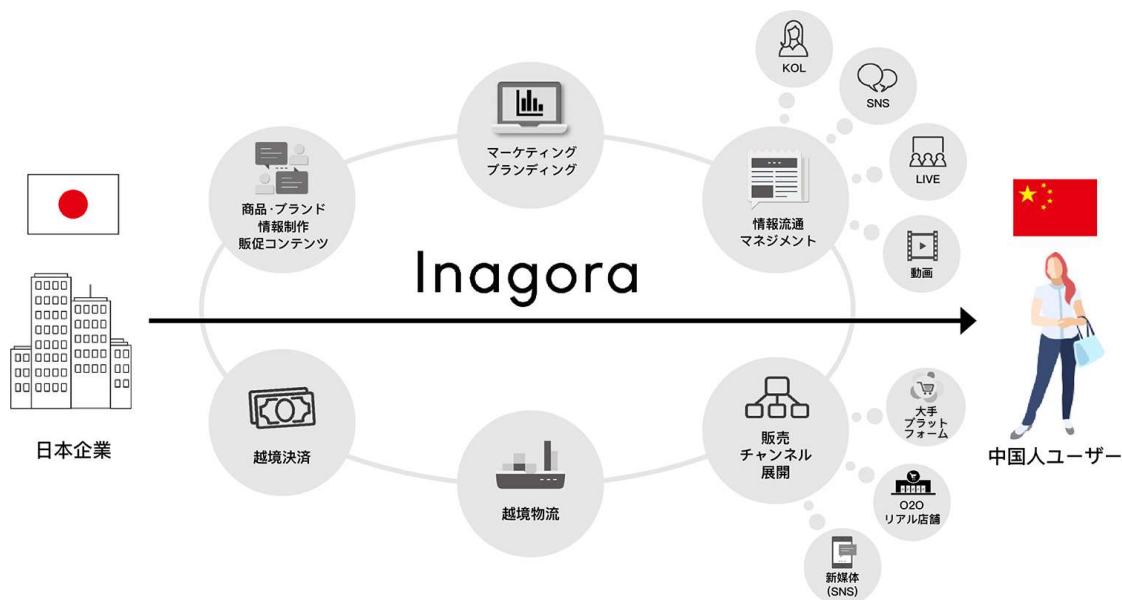 KOL
SNS
LIVE
動画
マーケティング
ブランディング
商品・ブランド
情報制作
販促コンテンツ
情報流通
マネジメント
Inagora
日本企業
中国人ユーザー
越境決済
越境物流
販売
チャンネル
展開
大手
プラット
フォーム
O2O
リアル店舗
新媒体
(SNS)